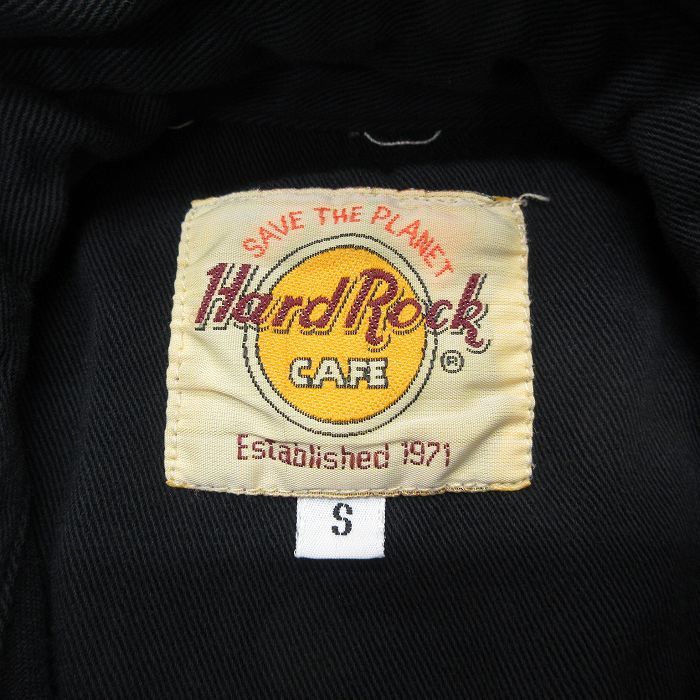 SAVE THE PLANET
Hard Rock
CAFE
®
Established 1971
S